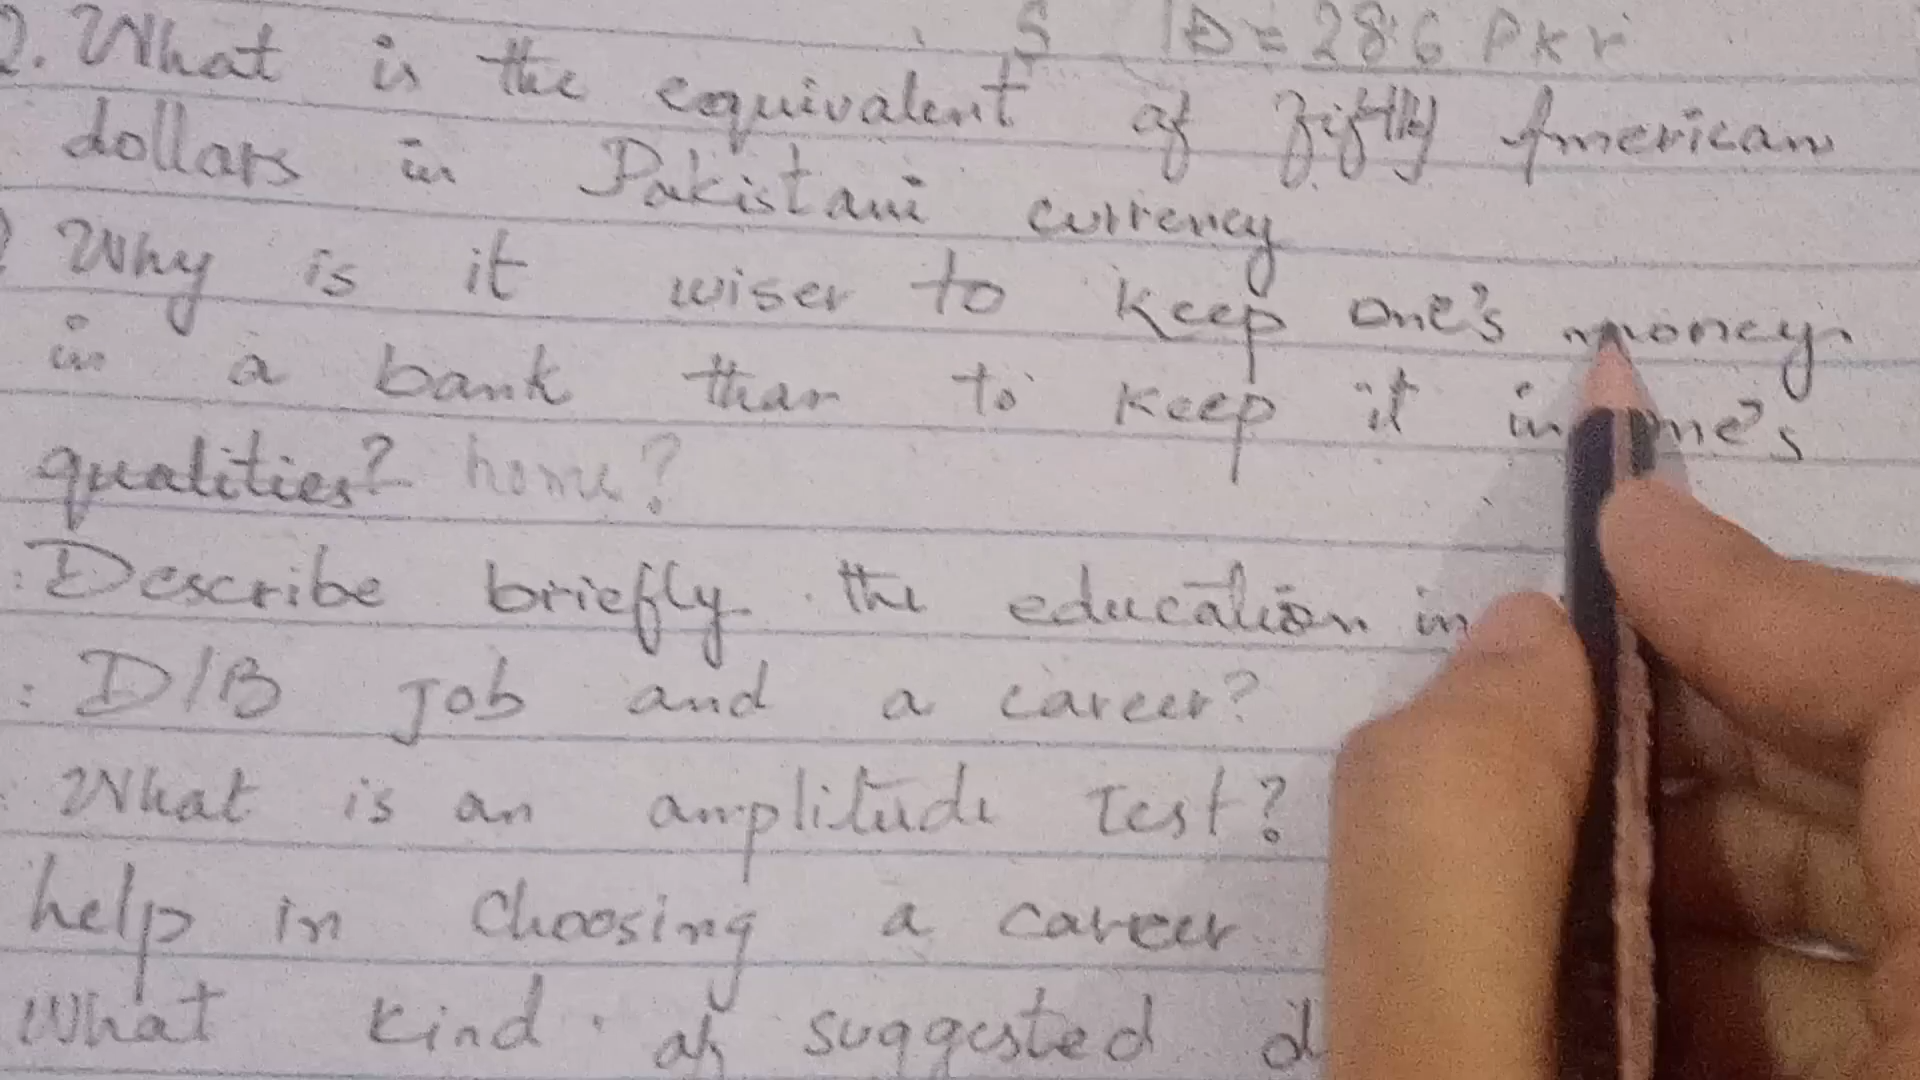 $ 1D = 286 PKr
2. What is the equivalent of fifty American
dollars in Pakistani currency
Why is it wiser to keep one's money
in a bank than to keep it in one's
qualities? home?
Describe briefly the education in
: D/B Job and a career?
What is an amplitude test?
help in choosing a career
What kind of suggested